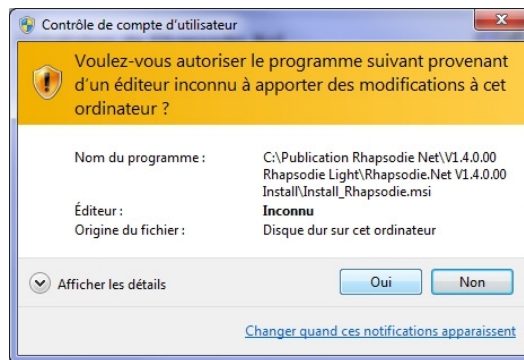 Contrôle de compte d'utilisateur
Voulez-vous autoriser le programme suivant provenant
d'un éditeur inconnu à apporter des modifications à cet
ordinateur ?
Nom du programme : C:\Publication Rhapsodie Net\V1.4.0.00
Rhapsodie Light\Rhapsodie.Net V1.4.0.00
Install\Install_Rhapsodie.msi
Éditeur : Inconnu
Origine du fichier : Disque dur sur cet ordinateur
Afficher les détails Oui Non
Changer quand ces notifications apparaissent